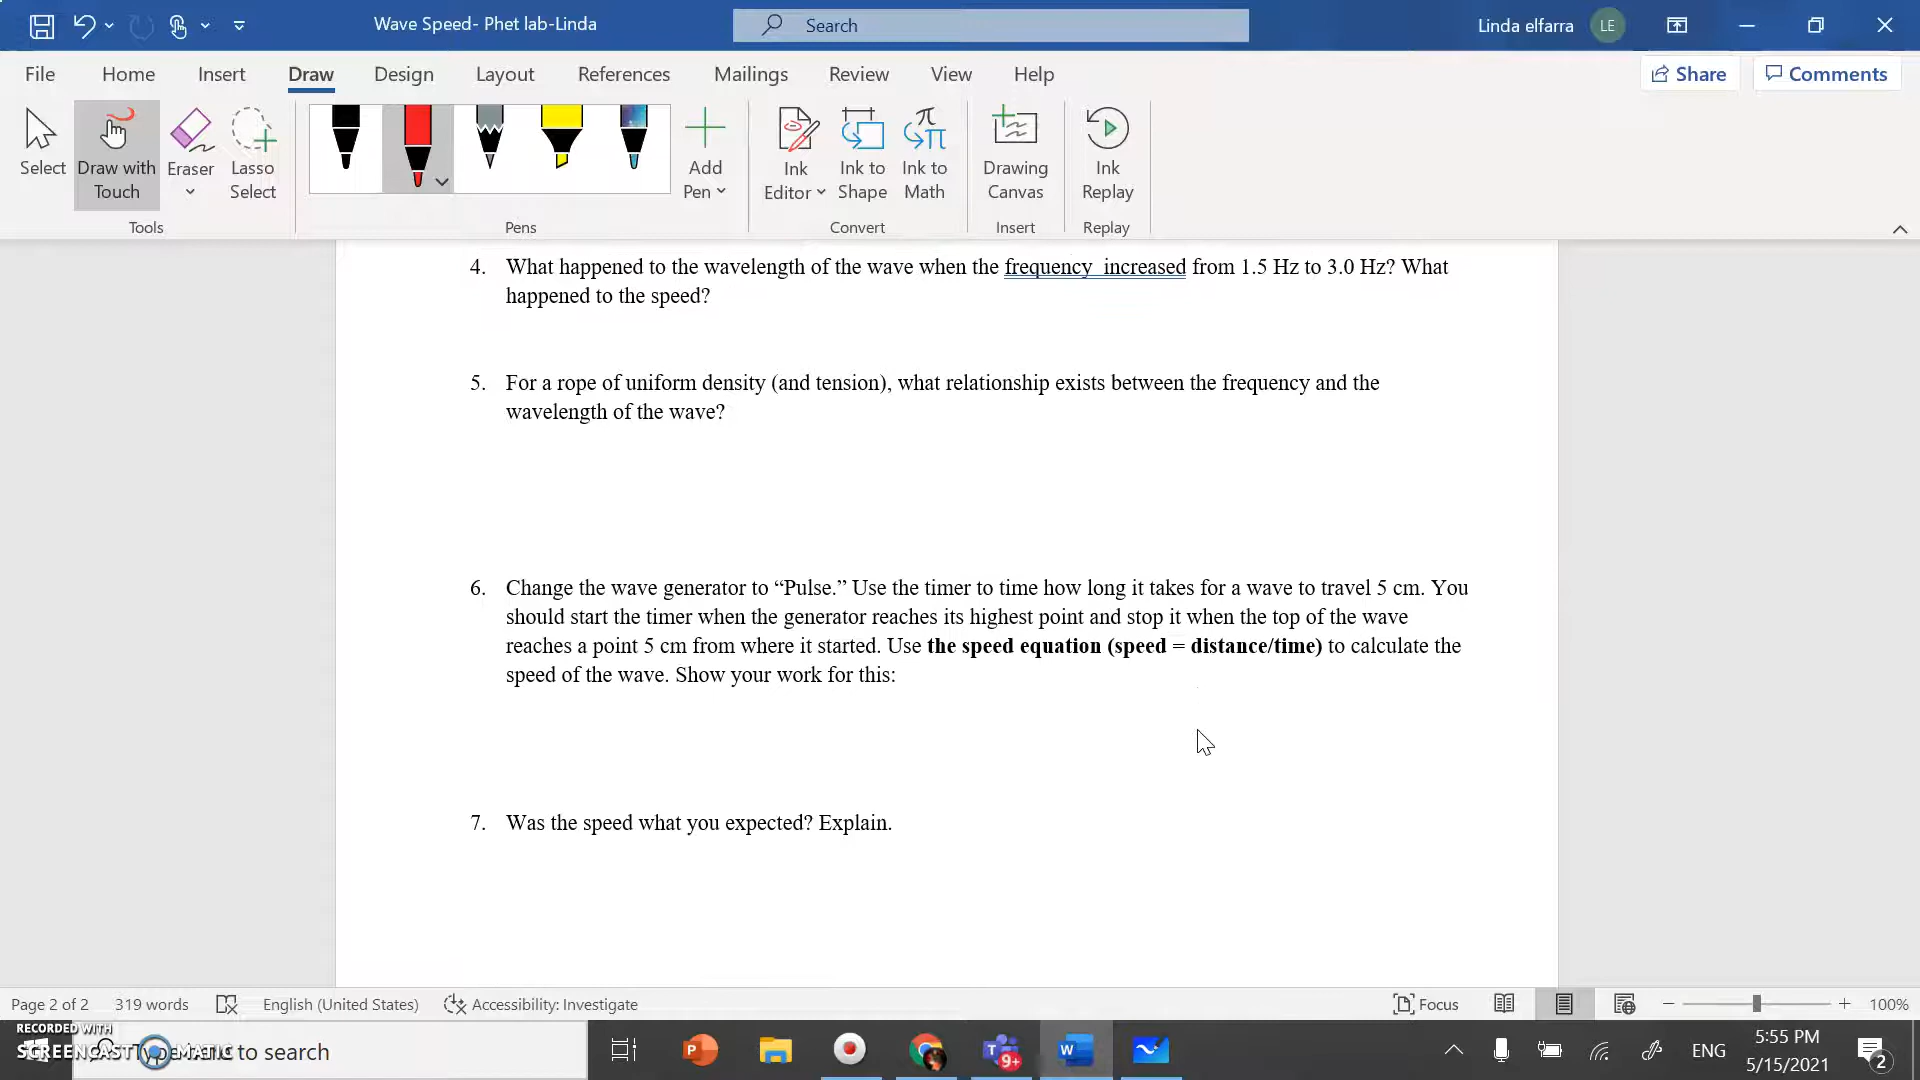 Wave Speed- Phet lab-Linda
Search
Linda elfarra
LE
File Home Insert Draw Design Layout References Mailings Review View Help
Share
Comments
Select
Draw with Touch
Eraser
Lasso Select
Add Pen
Ink Editor
Ink to Shape
Ink to Math
Drawing Canvas
Ink Replay
Tools Pens Convert Insert Replay
4. What happened to the wavelength of the wave when the frequency increased from 1.5 Hz to 3.0 Hz? What
happened to the speed?
5. For a rope of uniform density (and tension), what relationship exists between the frequency and the
wavelength of the wave?
6. Change the wave generator to “Pulse.” Use the timer to time how long it takes for a wave to travel 5 cm. You
should start the timer when the generator reaches its highest point and stop it when the top of the wave
reaches a point 5 cm from where it started. Use the speed equation (speed = distance/time) to calculate the
speed of the wave. Show your work for this:
7. Was the speed what you expected? Explain.
Page 2 of 2 319 words English (United States) Accessibility: Investigate Focus 100%
RECORDED WITH
SCREENCAST MATIC
Type here to search
P
9+
W
ENG
5:55 PM
5/15/2021
2